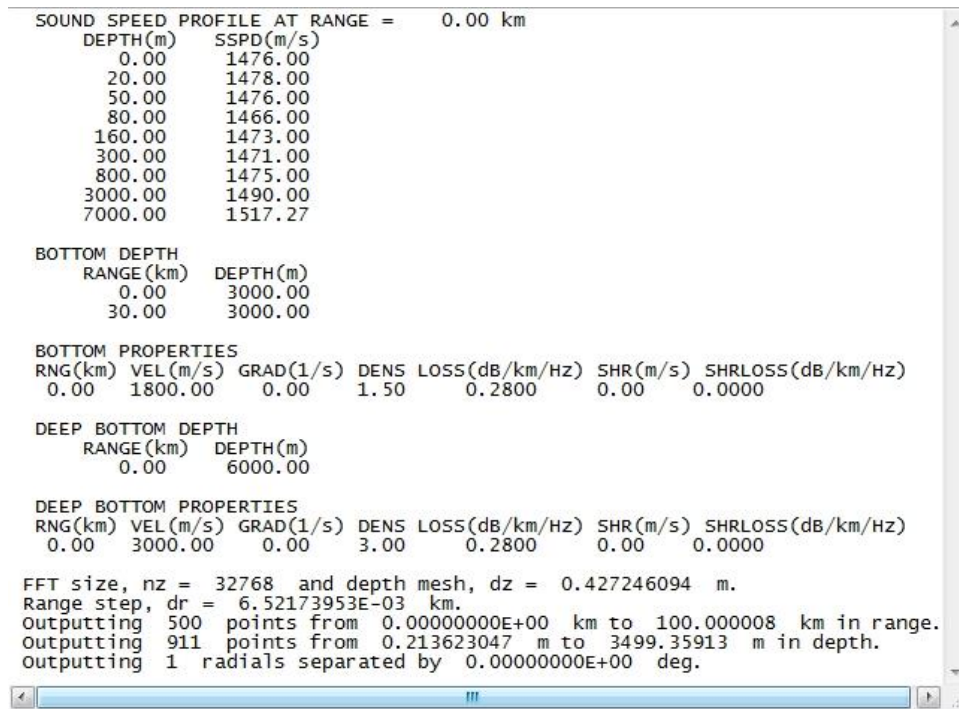 SOUND SPEED PROFILE AT RANGE = 0.00 km
DEPTH(m) SSPD(m/s)
0.00 1476.00
20.00 1478.00
50.00 1476.00
80.00 1466.00
160.00 1473.00
300.00 1471.00
800.00 1475.00
3000.00 1490.00
7000.00 1517.27
BOTTOM DEPTH
RANGE(km) DEPTH(m)
0.00 3000.00
30.00 3000.00
BOTTOM PROPERTIES
RNG(km) VEL(m/s) GRAD(1/s) DENS LOSS(dB/km/Hz) SHR(m/s) SHRLOSS(dB/km/Hz)
0.00 1800.00 0.00 1.50 0.2800 0.00 0.0000
DEEP BOTTOM DEPTH
RANGE(km) DEPTH(m)
0.00 6000.00
DEEP BOTTOM PROPERTIES
RNG(km) VEL(m/s) GRAD(1/s) DENS LOSS(dB/km/Hz) SHR(m/s) SHRLOSS(dB/km/Hz)
0.00 3000.00 0.00 3.00 0.2800 0.00 0.0000
FFT size, nz = 32768 and depth mesh, dz = 0.427246094 m.
Range step, dr = 6.52173953E-03 km.
Outputting 500 points from 0.00000000E+00 km to 100.000008 km in range.
Outputting 911 points from 0.213623047 m to 3499.35913 m in depth.
Outputting 1 radials separated by 0.00000000E+00 deg.